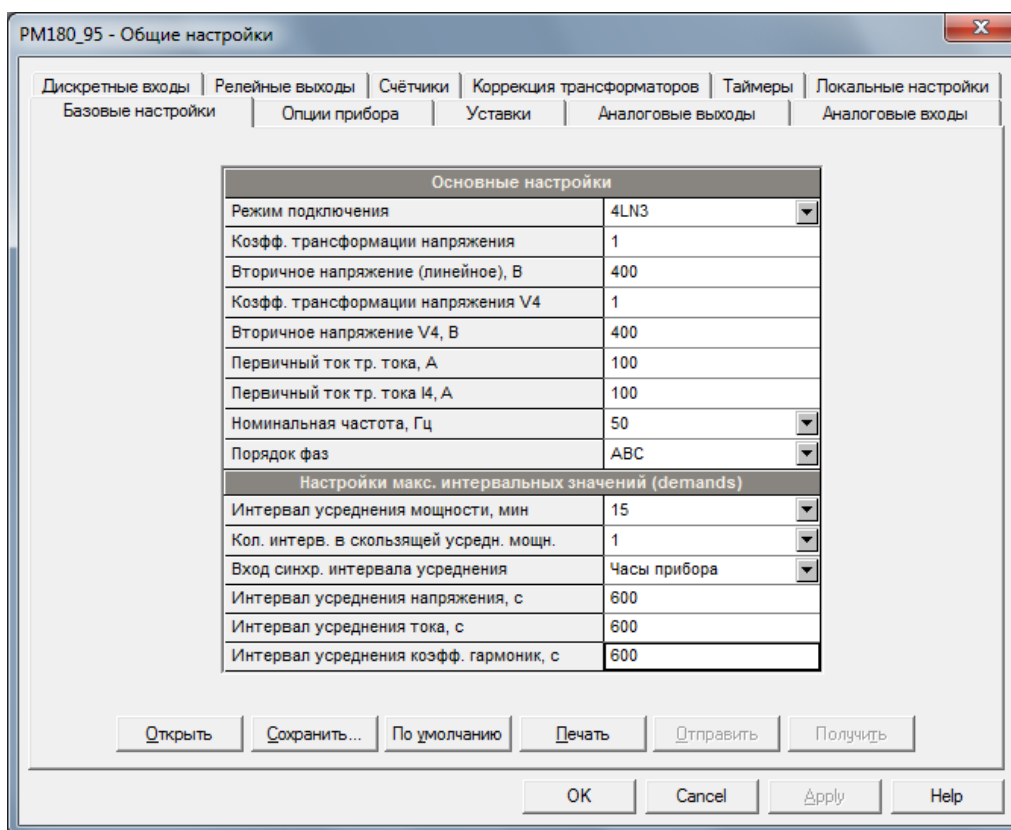 PM180_95 - Общие настройки
Дискретные входы Релейные выходы Счётчики Коррекция трансформаторов Таймеры Локальные настройки
Базовые настройки Опции прибора Уставки Аналоговые выходы Аналоговые входы
Основные настройки
Режим подключения 4LN3
Коэфф. трансформации напряжения 1
Вторичное напряжение (линейное), В 400
Коэфф. трансформации напряжения V4 1
Вторичное напряжение V4, В 400
Первичный ток тр. тока, А 100
Первичный ток тр. тока I4, А 100
Номинальная частота, Гц 50
Порядок фаз ABC
Настройки макс. интервальных значений (demands)
Интервал усреднения мощности, мин 15
Кол. интерв. в скользящей усредн. мощн. 1
Вход синхр. интервала усреднения Часы прибора
Интервал усреднения напряжения, с 600
Интервал усреднения тока, с 600
Интервал усреднения коэфф. гармоник, с 600
Открыть Сохранить... По умолчанию Печать Отправить Получить
OK Cancel Apply Help